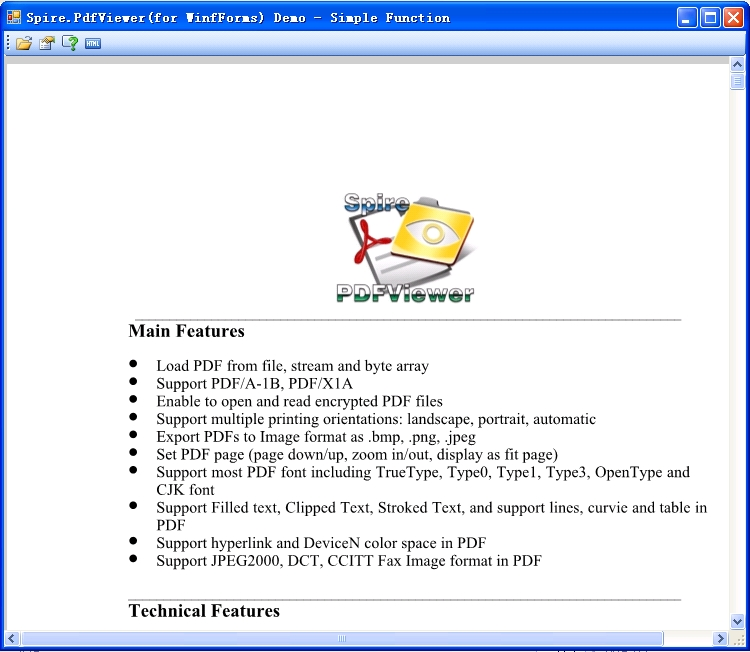 Spire.PdfViewer(for WinfForms) Demo - Simple Function
HTML
Spire
PDFViewer
Main Features
● Load PDF from file, stream and byte array
● Support PDF/A-1B, PDF/X1A
● Enable to open and read encrypted PDF files
● Support multiple printing orientations: landscape, portrait, automatic
● Export PDFs to Image format as .bmp, .png, .jpeg
● Set PDF page (page down/up, zoom in/out, display as fit page)
● Support most PDF font including TrueType, Type0, Type1, Type3, OpenType and
CJK font
● Support Filled text, Clipped Text, Stroked Text, and support lines, curvie and table in
PDF
● Support hyperlink and DeviceN color space in PDF
● Support JPEG2000, DCT, CCITT Fax Image format in PDF
Technical Features